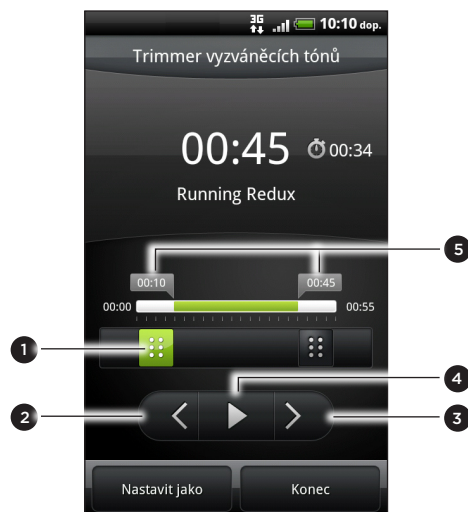 3G 10:10 dop.
Trimmer vyzváněcích tónů
00:45 00:34
Running Redux
5
00:10 00:45
00:00 00:55
1
4
2
3
Nastavit jako Konec